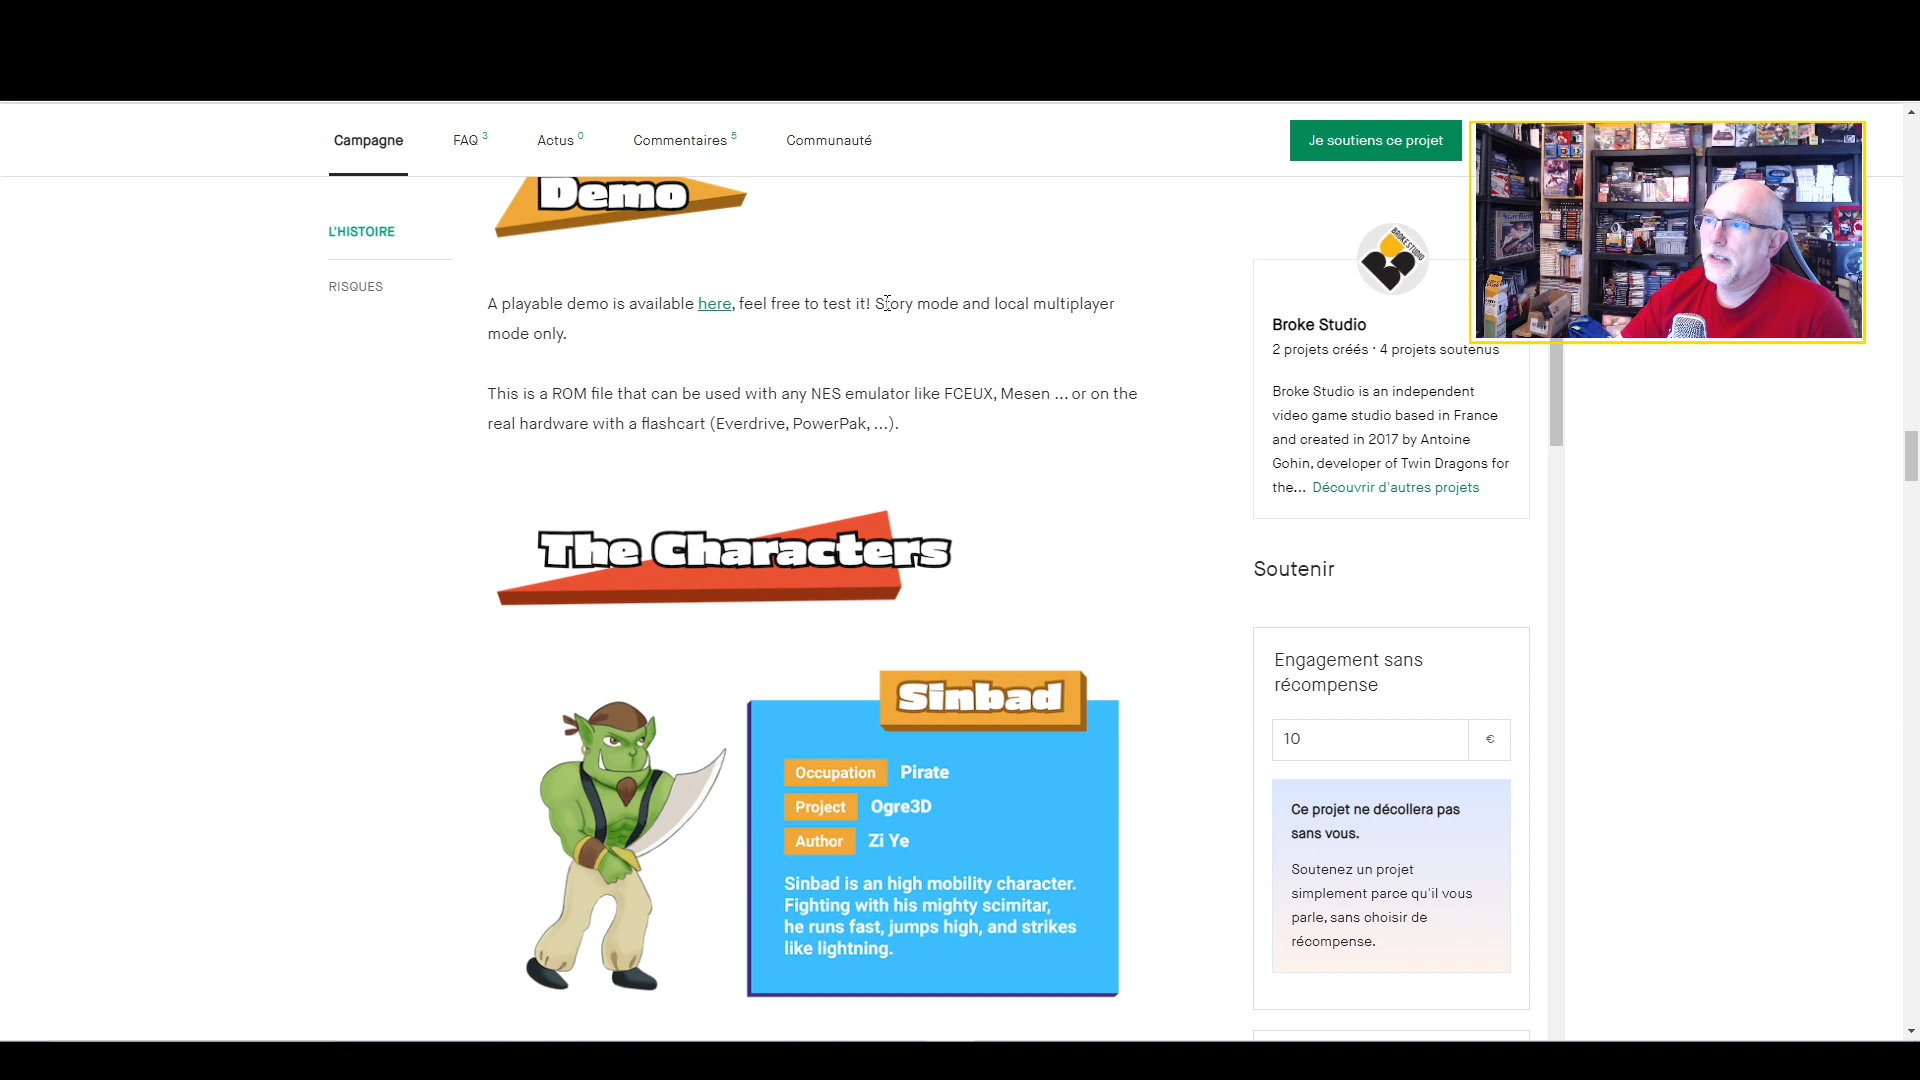 Campagne
FAQ 3
Actus 0
Commentaires 5
Communauté
Je soutiens ce projet
L'HISTOIRE
RISQUES
Demo
A playable demo is available here, feel free to test it! Story mode and local multiplayer
mode only.
This is a ROM file that can be used with any NES emulator like FCEUX, Mesen ... or on the
real hardware with a flashcart (Everdrive, PowerPak, ...).
The Characters
Sinbad
Occupation Pirate
Project Ogre3D
Author Zi Ye
Sinbad is an high mobility character.
Fighting with his mighty scimitar,
he runs fast, jumps high, and strikes
like lightning.
BROKE STUDIO
Broke Studio
2 projets créés · 4 projets soutenus
Broke Studio is an independent
video game studio based in France
and created in 2017 by Antoine
Gohin, developer of Twin Dragons for
the... Découvrir d'autres projets
Soutenir
Engagement sans
récompense
10 €
Ce projet ne décollera pas
sans vous.
Soutenez un projet
simplement parce qu'il vous
parle, sans choisir de
récompense.